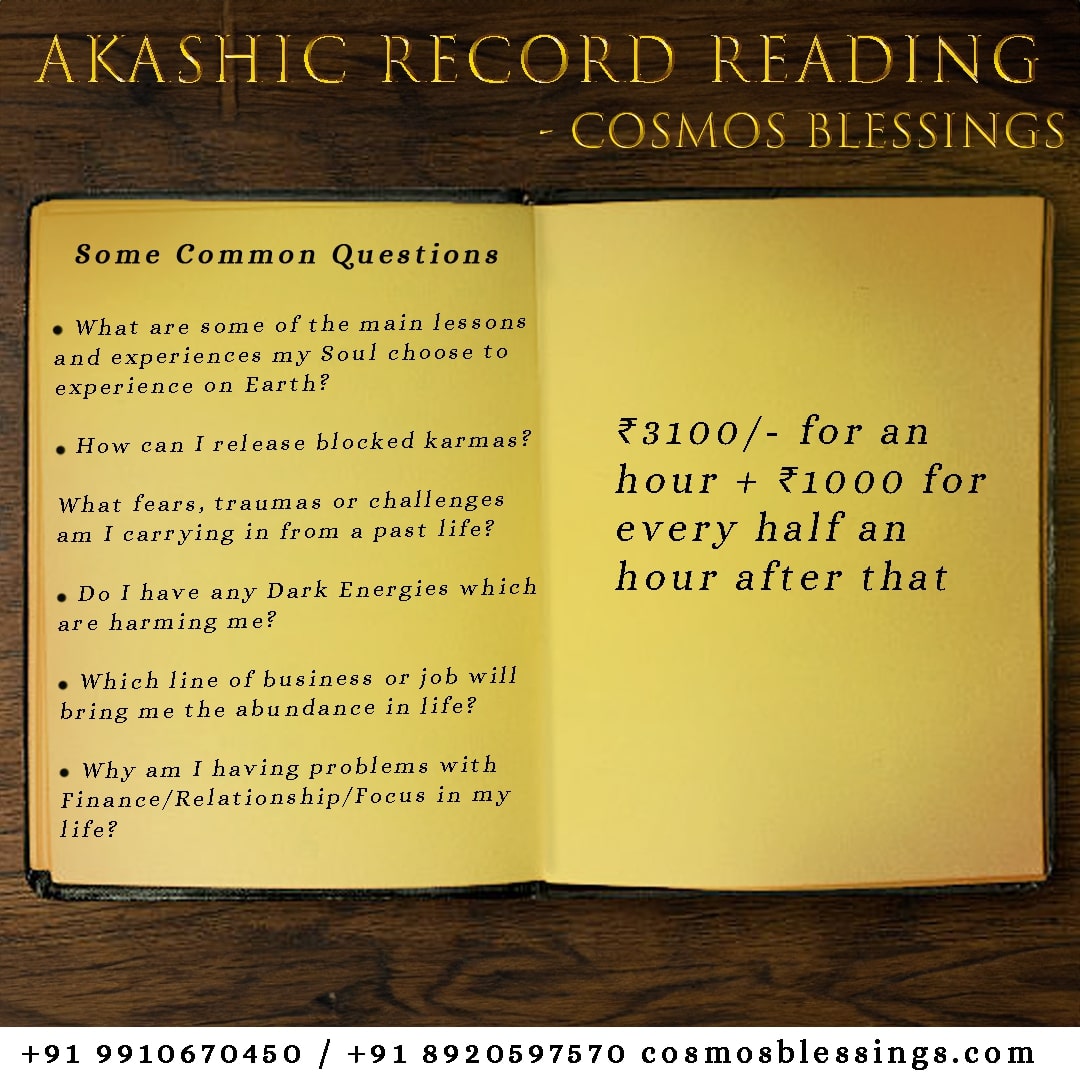 AKASHIC RECORD READING
- COSMOS BLESSINGS
Some Common Questions
• What are some of the main lessons
and experiences my Soul choose to
experience on Earth?
• How can I release blocked karmas?
What fears, traumas or challenges
am I carrying in from a past life?
• Do I have any Dark Energies which
are harming me?
• Which line of business or job will
bring me the abundance in life?
• Why am I having problems with
Finance/Relationship/Focus in my
life?
₹3100/- for an
hour + ₹1000 for
every half an
hour after that
+91 9910670450 / +91 8920597570 cosmosblessings.com